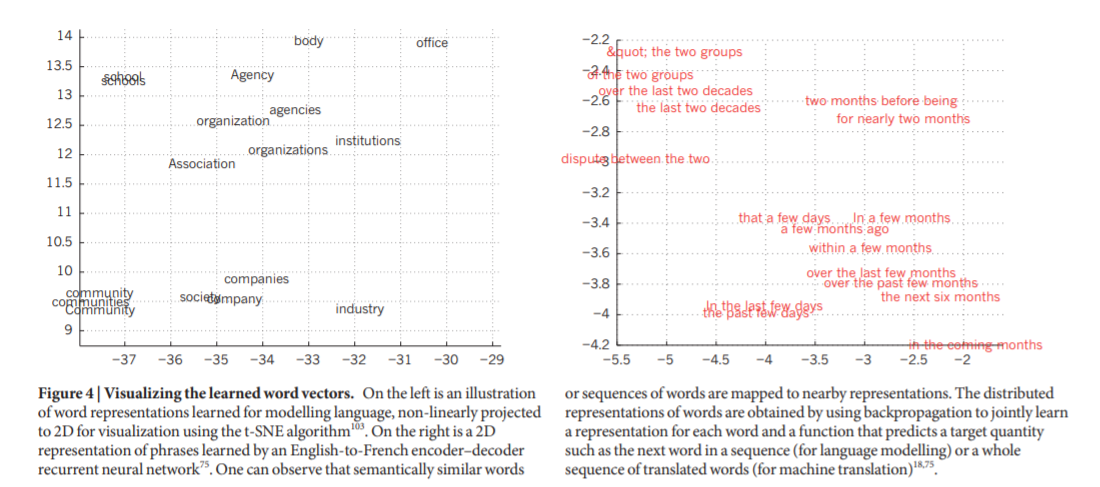 14
13.5
13
12.5
12
11.5
11
10.5
10
9.5
9
body
office
school
schools
Agency
agencies
organization
institutions
organizations
Association
companies
community
communities
Community
society
company
industry
−37
−36
−35
−34
−33
−32
−31
−30
−29
−2.2
−2.4
−2.6
−2.8
−3
−3.2
−3.4
−3.6
−3.8
−4
−4.2
&quot; the two groups
of the two groups
over the last two decades
the last two decades
two months before being
for nearly two months
dispute between the two
that a few days
In a few months
a few months ago
within a few months
over the last few months
over the past few months
the next six months
In the last few days
the past few days
in the coming months
−5.5
−5
−4.5
−4
−3.5
−3
−2.5
−2
Figure 4 | Visualizing the learned word vectors. On the left is an illustration
of word representations learned for modelling language, non-linearly projected
to 2D for visualization using the t-SNE algorithm103. On the right is a 2D
representation of phrases learned by an English-to-French encoder–decoder
recurrent neural network75. One can observe that semantically similar words
or sequences of words are mapped to nearby representations. The distributed
representations of words are obtained by using backpropagation to jointly learn
a representation for each word and a function that predicts a target quantity
such as the next word in a sequence (for language modelling) or a whole
sequence of translated words (for machine translation)18,75.